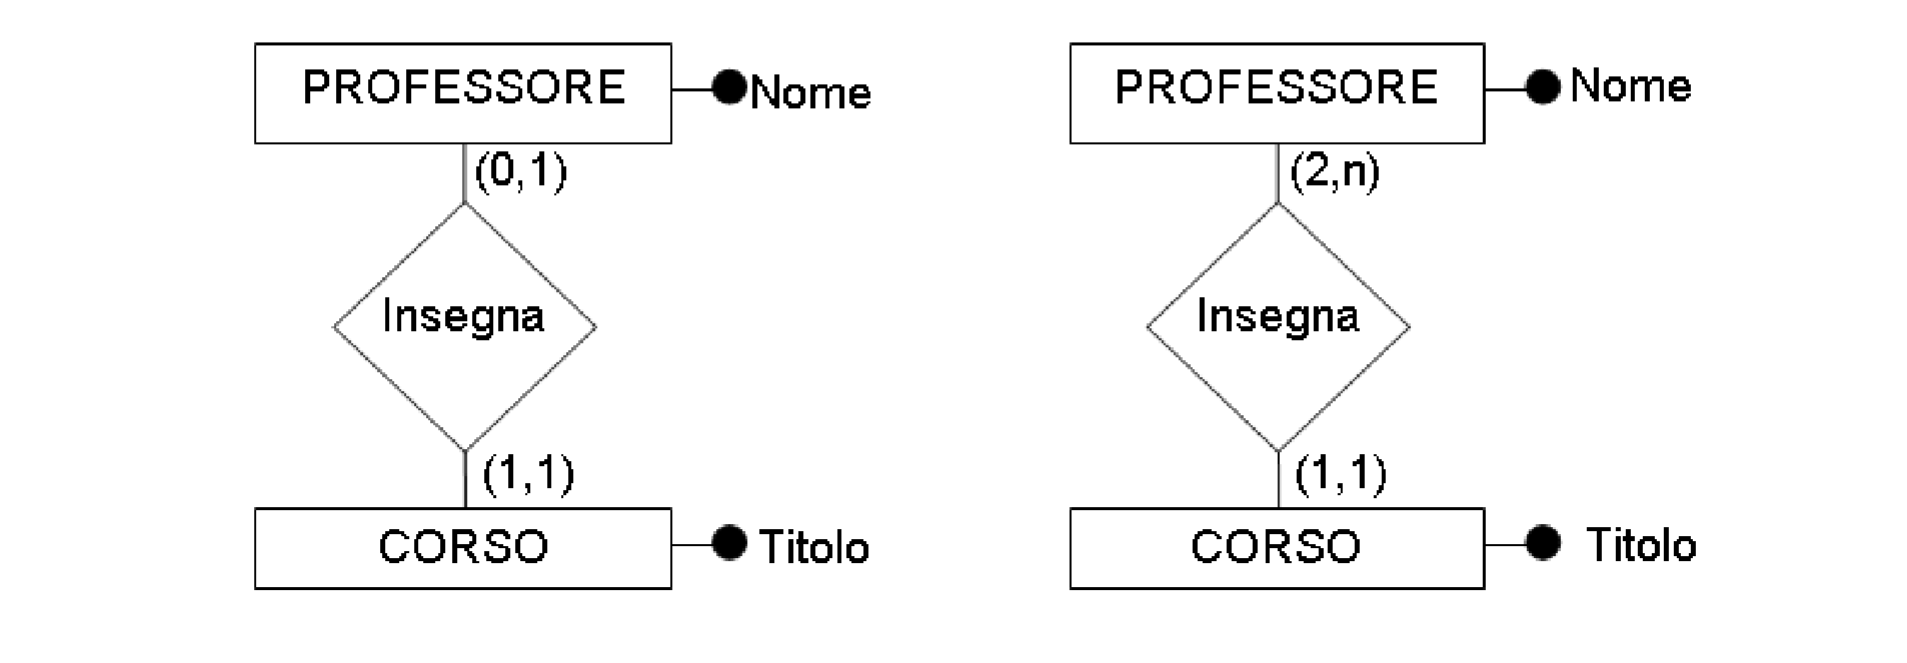 PROFESSORE
Nome
(0,1)
Insegna
(1,1)
CORSO
Titolo
PROFESSORE
Nome
(2,n)
Insegna
(1,1)
CORSO
Titolo